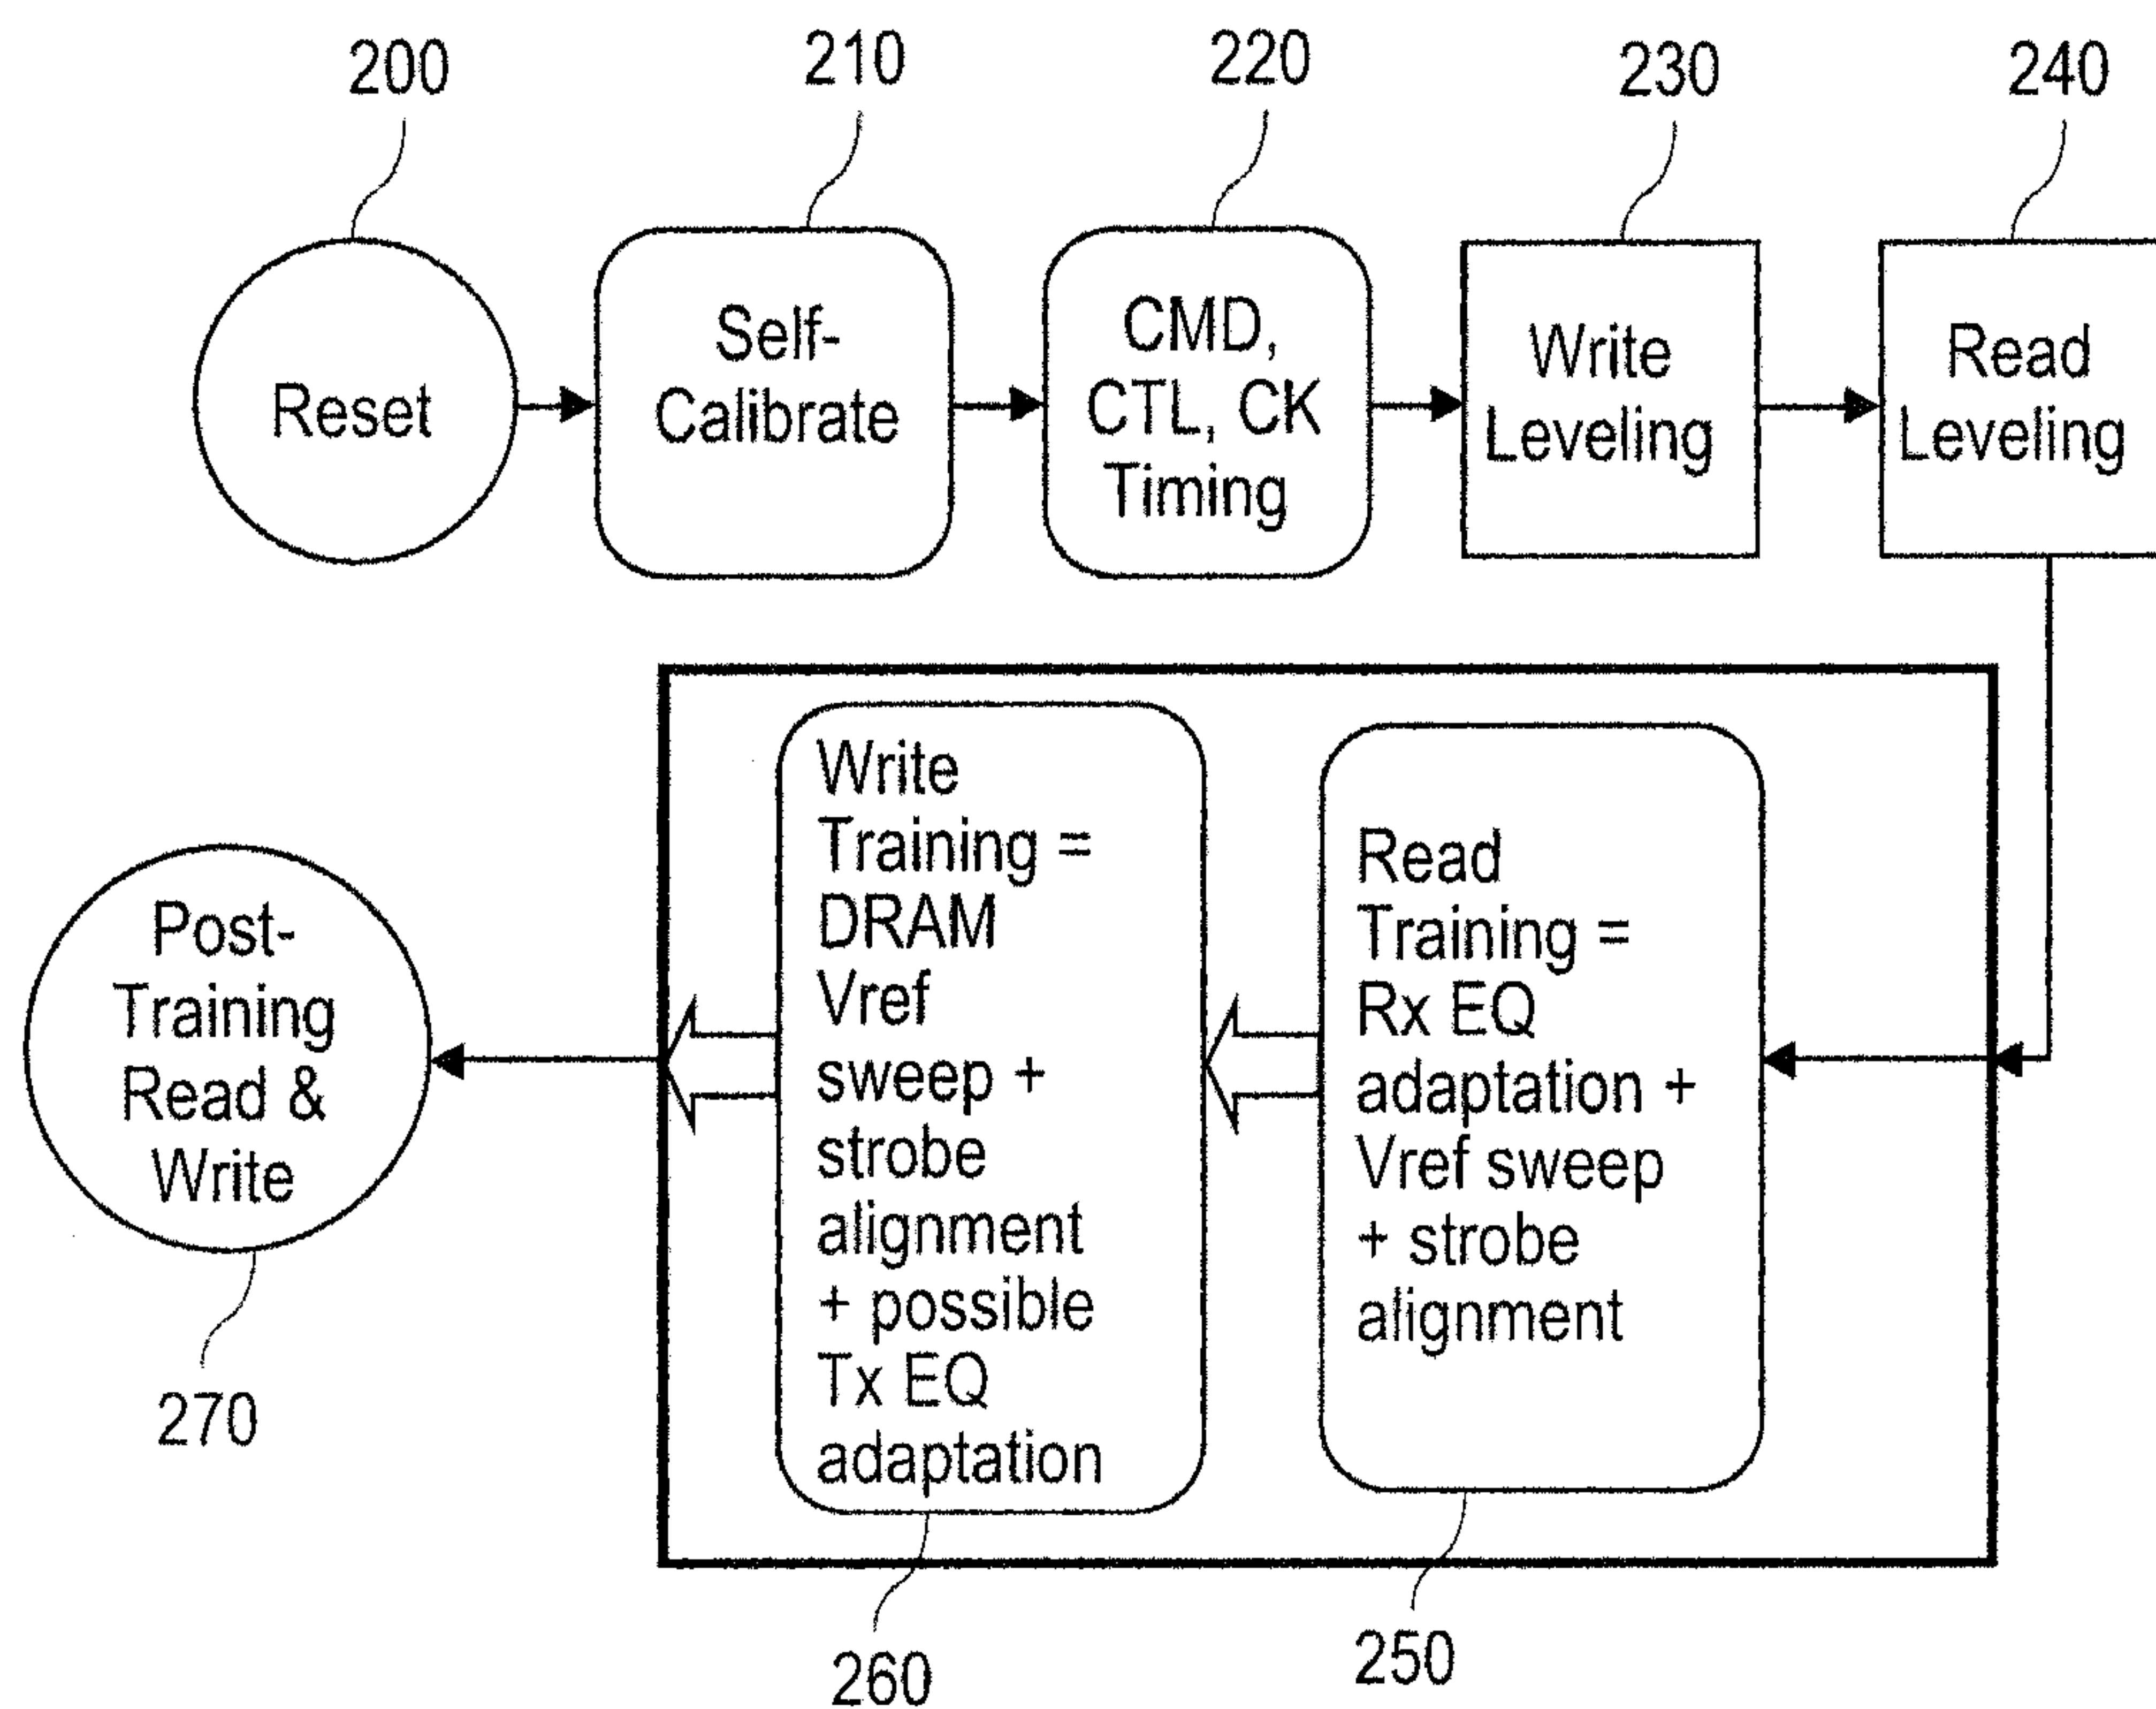 200
210
220
230
240
Reset
Self-
Calibrate
CMD,
CTL, CK
Timing
Write
Leveling
Read
Leveling
Read
Training =
Rx EQ
adaptation +
Vref sweep
+ strobe
alignment
250
Write
Training =
DRAM
Vref
sweep +
strobe
alignment
+ possible
Tx EQ
adaptation
260
Post-
Training
Read &
Write
270